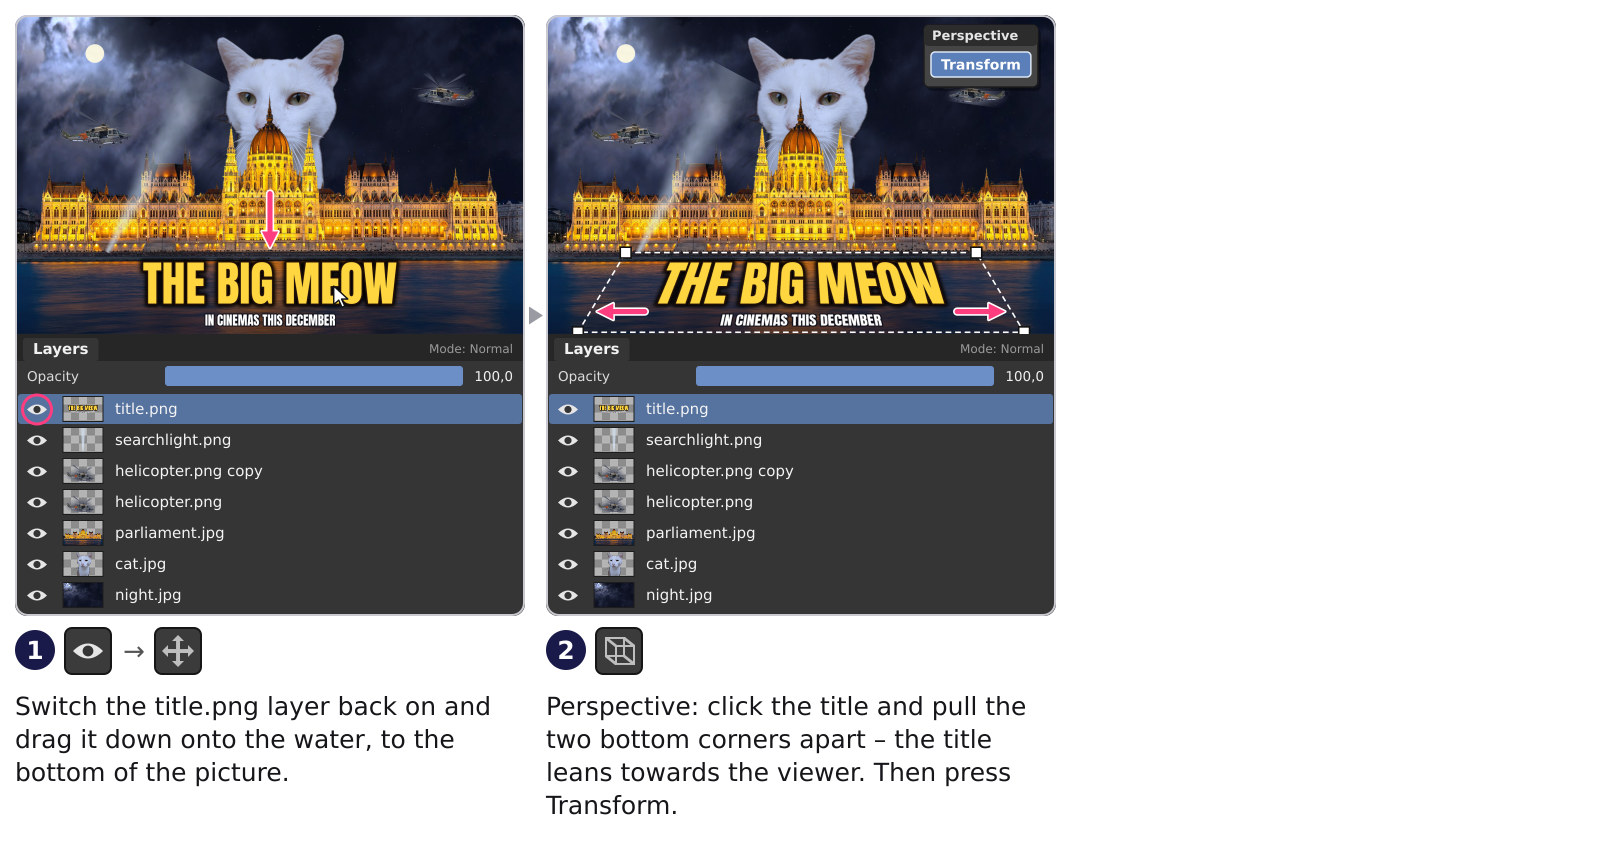 THE BIG MEOW
IN CINEMAS THIS DECEMBER
Layers
Mode: Normal
Opacity
100,0
title.png
searchlight.png
helicopter.png copy
helicopter.png
parliament.jpg
cat.jpg
night.jpg
1
→
Switch the title.png layer back on and
drag it down onto the water, to the
bottom of the picture.
Perspective
Transform
THE BIG MEOW
IN CINEMAS THIS DECEMBER
Layers
Mode: Normal
Opacity
100,0
title.png
searchlight.png
helicopter.png copy
helicopter.png
parliament.jpg
cat.jpg
night.jpg
2
Perspective: click the title and pull the
two bottom corners apart – the title
leans towards the viewer. Then press
Transform.